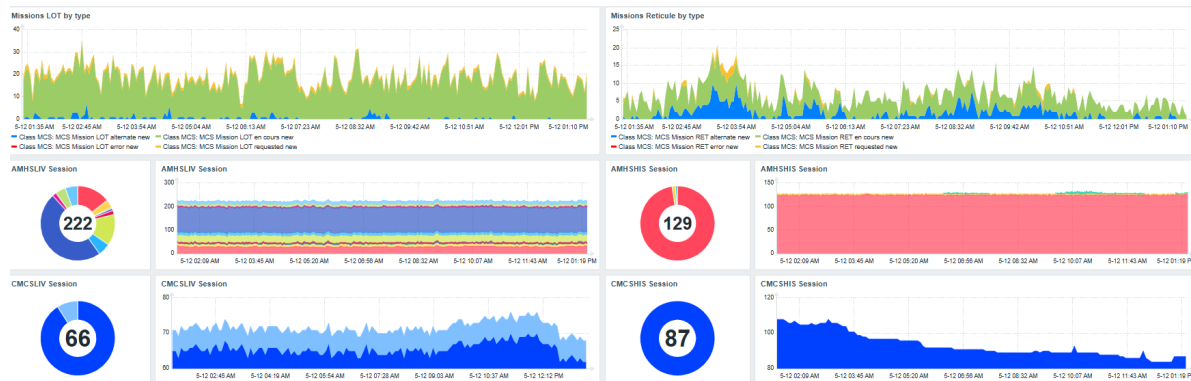 Missions LOT by type
40
30
20
10
0
5-12 01:35 AM 5-12 02:45 AM 5-12 03:54 AM 5-12 05:04 AM 5-12 06:13 AM 5-12 07:23 AM 5-12 08:32 AM 5-12 09:42 AM 5-12 10:51 AM 5-12 12:01 PM 5-12 01:10 PM
Class MCS: MCS Mission LOT alternate new Class MCS: MCS Mission LOT en cours new
Class MCS: MCS Mission LOT error new Class MCS: MCS Mission LOT requested new
Missions Reticule by type
25
20
15
10
5
0
5-12 01:35 AM 5-12 02:45 AM 5-12 03:54 AM 5-12 05:04 AM 5-12 06:13 AM 5-12 07:23 AM 5-12 08:32 AM 5-12 09:42 AM 5-12 10:51 AM 5-12 12:01 PM 5-12 01:10 PM
Class MCS: MCS Mission RET alternate new Class MCS: MCS Mission RET en cours new
Class MCS: MCS Mission RET error new Class MCS: MCS Mission RET requested new
AMHSLIV Session
222
AMHSLIV Session
300
200
100
0
5-12 02:09 AM 5-12 03:45 AM 5-12 05:20 AM 5-12 06:56 AM 5-12 08:32 AM 5-12 10:07 AM 5-12 11:43 AM 5-12 01:19 PM
AMHSHIS Session
129
AMHSHIS Session
150
100
50
0
5-12 02:09 AM 5-12 03:45 AM 5-12 05:20 AM 5-12 06:56 AM 5-12 08:32 AM 5-12 10:07 AM 5-12 11:43 AM 5-12 01:19 PM
CMCSLIV Session
66
CMCSLIV Session
80
70
60
5-12 02:45 AM 5-12 04:19 AM 5-12 05:54 AM 5-12 07:28 AM 5-12 09:03 AM 5-12 10:37 AM 5-12 12:12 PM
CMCSHIS Session
87
CMCSHIS Session
120
100
80
5-12 02:09 AM 5-12 03:45 AM 5-12 05:20 AM 5-12 06:56 AM 5-12 08:32 AM 5-12 10:07 AM 5-12 11:43 AM 5-12 01:19 P